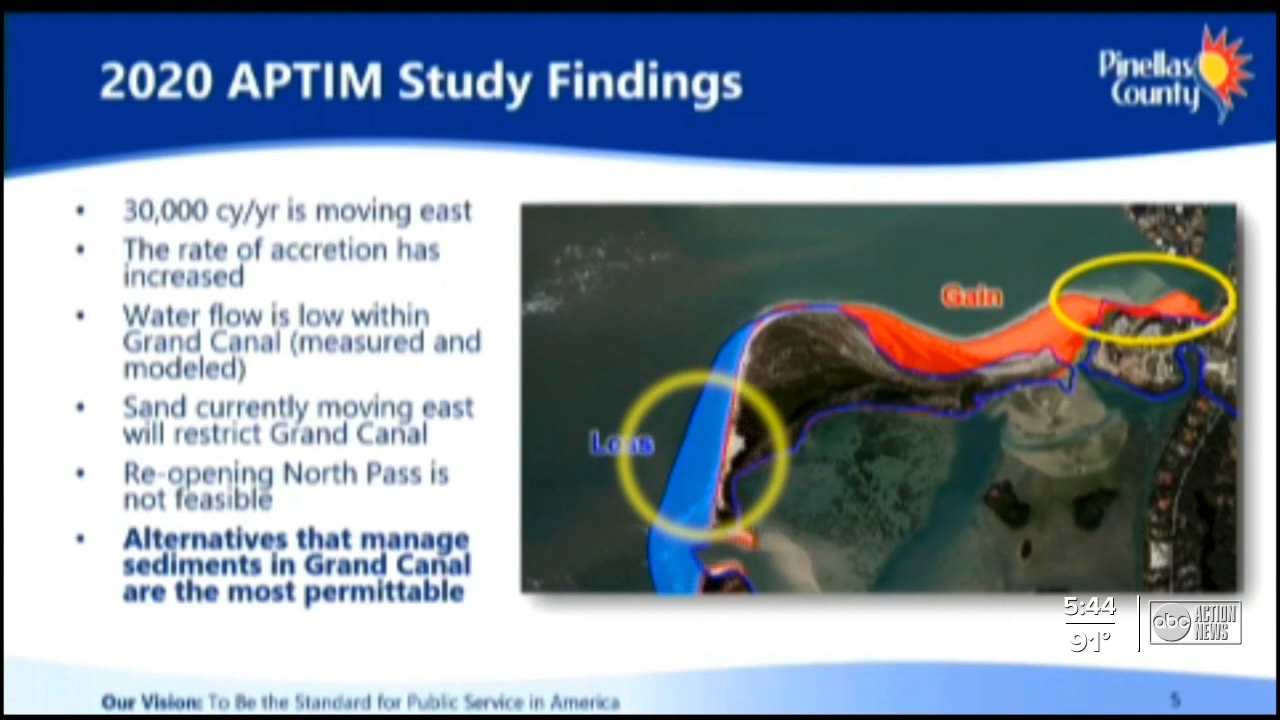 2020 APTIM Study Findings
Pinellas
County
• 30,000 cy/yr is moving east
• The rate of accretion has
increased
• Water flow is low within
Grand Canal (measured and
modeled)
• Sand currently moving east
will restrict Grand Canal
• Re-opening North Pass is
not feasible
• Alternatives that manage
sediments in Grand Canal
are the most permittable
Gain
Loss
5:44
91°
abc ACTION
NEWS
Our Vision: To Be the Standard for Public Service in America
5